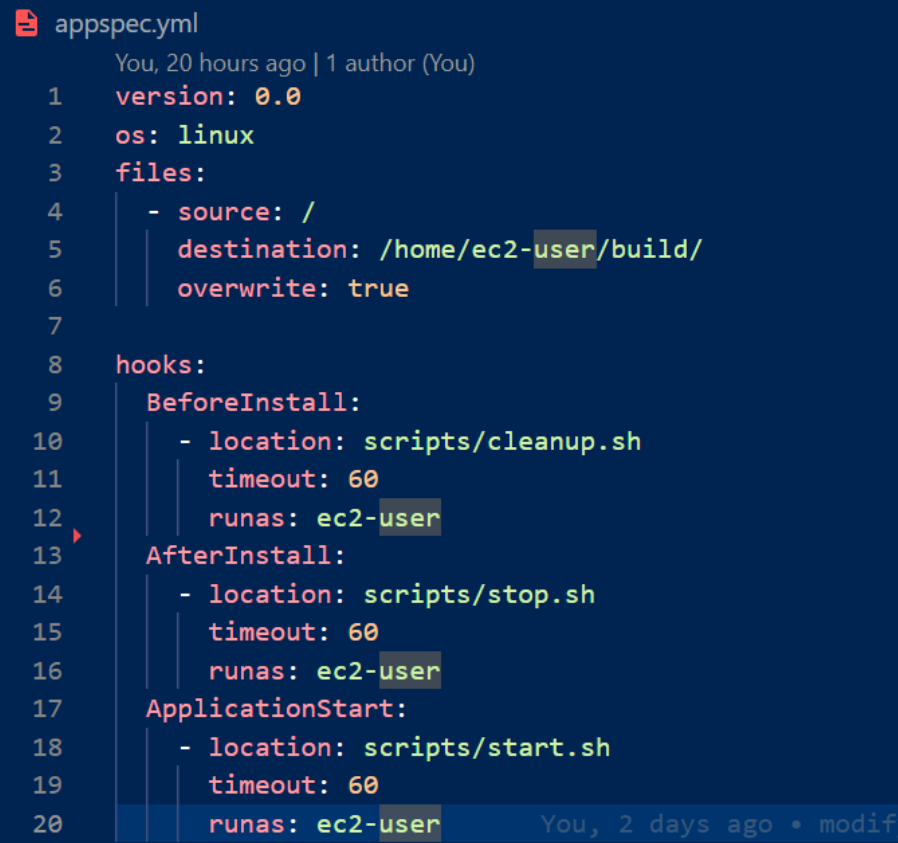 appspec.yml
You, 20 hours ago | 1 author (You)
1 version: 0.0
2 os: linux
3 files:
4   - source: /
5     destination: /home/ec2-user/build/
6     overwrite: true
7
8 hooks:
9   BeforeInstall:
10     - location: scripts/cleanup.sh
11       timeout: 60
12       runas: ec2-user
13   AfterInstall:
14     - location: scripts/stop.sh
15       timeout: 60
16       runas: ec2-user
17   ApplicationStart:
18     - location: scripts/start.sh
19       timeout: 60
20       runas: ec2-user You, 2 days ago • modif